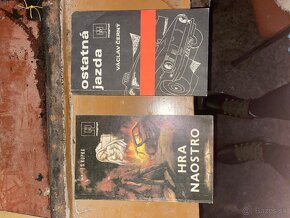 ostatná
jazda
VÁCLAV ČERNÝ
HRA
NAOSTRO